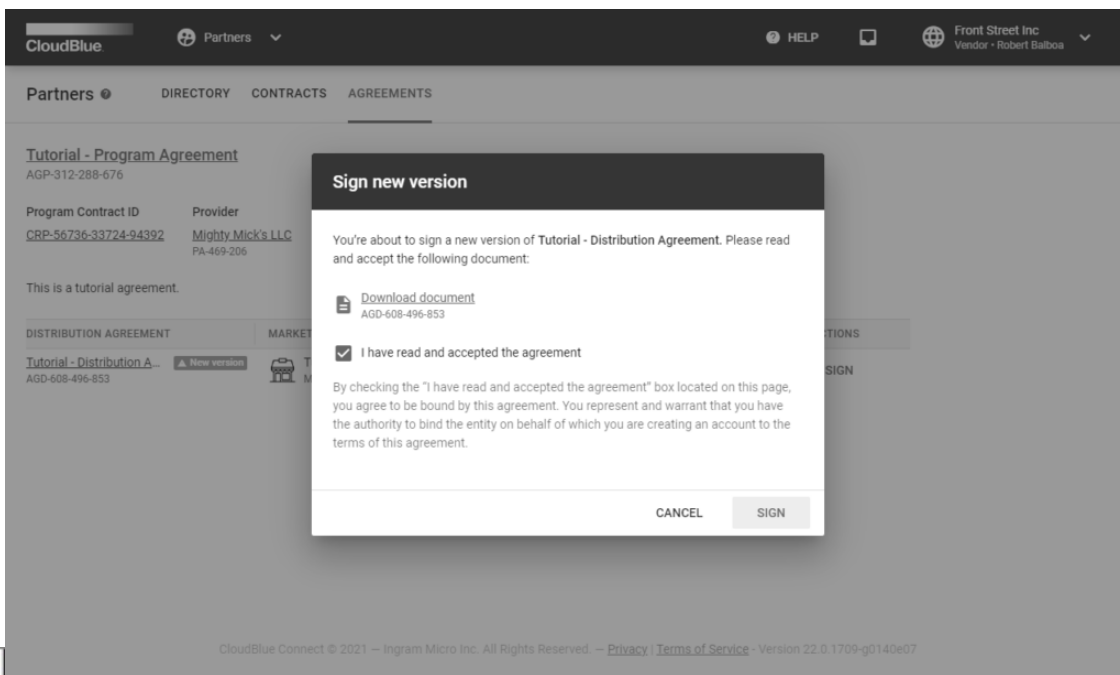 CloudBlue.
Partners
HELP
Front Street Inc
Vendor • Robert Balboa
Partners
DIRECTORY CONTRACTS AGREEMENTS
Tutorial - Program Agreement
AGP-312-288-676
Program Contract ID Provider
CRP-56736-33724-94392 Mighty Mick's LLC
PA-469-206
This is a tutorial agreement.
DISTRIBUTION AGREEMENT MARKET
TIONS
Tutorial - Distribution A... New version T
AGD-608-496-853 M
SIGN
Sign new version
You're about to sign a new version of Tutorial - Distribution Agreement. Please read
and accept the following document:
Download document
AGD-608-496-853
I have read and accepted the agreement
By checking the "I have read and accepted the agreement" box located on this page,
you agree to be bound by this agreement. You represent and warrant that you have
the authority to bind the entity on behalf of which you are creating an account to the
terms of this agreement.
CANCEL SIGN
CloudBlue Connect © 2021 — Ingram Micro Inc. All Rights Reserved. — Privacy | Terms of Service - Version 22.0.1709-g0140e07